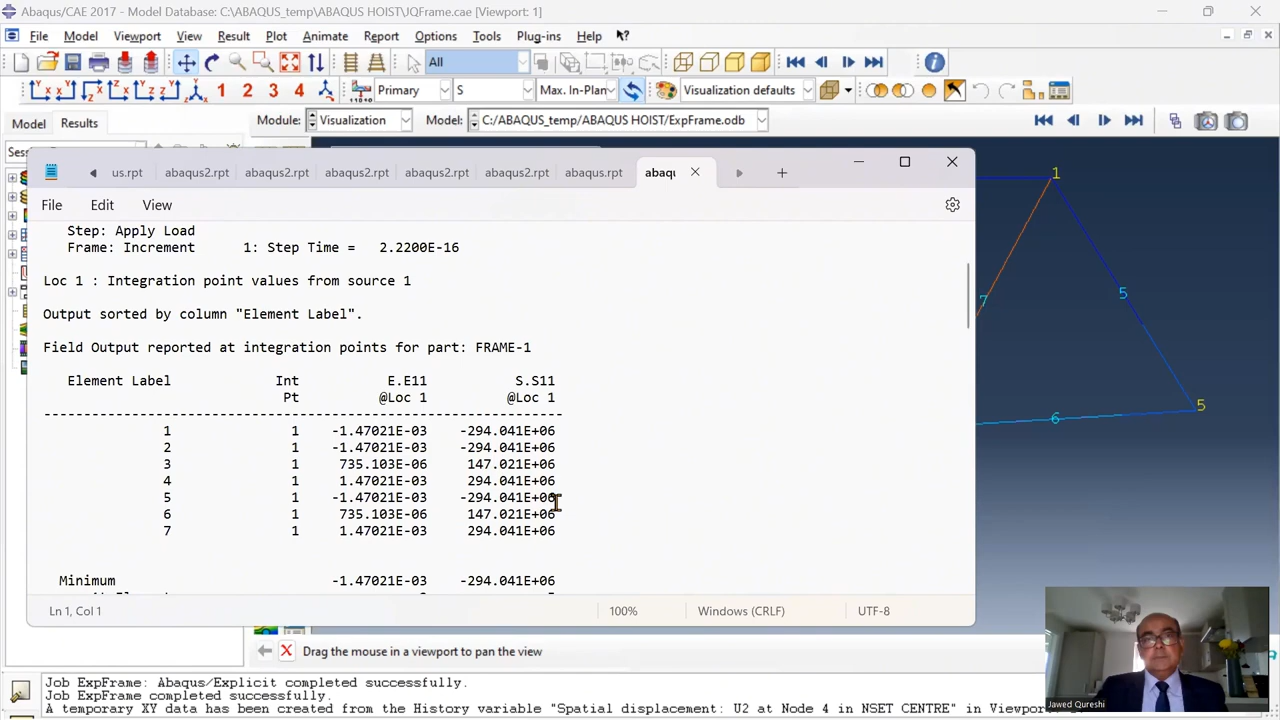 Abaqus/CAE 2017 - Model Database: C:\ABAQUS_temp\ABAQUS HOIST\JQFrame.cae [Viewport: 1]
File Model Viewport View Result Plot Animate Report Options Tools Plug-ins Help
All
1 2 3 4 Primary S Max. In-Plan Visualization defaults
Model Results Module: Visualization Model: C:/ABAQUS_temp/ABAQUS HOIST/ExpFrame.odb
us.rpt abaqus2.rpt abaqus2.rpt abaqus2.rpt abaqus2.rpt abaqus2.rpt abaqus.rpt
File Edit View
Step: Apply Load
Frame: Increment 1: Step Time = 2.2200E-16
Loc 1 : Integration point values from source 1
Output sorted by column "Element Label".
Field Output reported at integration points for part: FRAME-1
Element Label Int E.E11 S.S11
Pt @Loc 1 @Loc 1
1 1 -1.47021E-03 -294.041E+06
2 1 -1.47021E-03 -294.041E+06
3 1 735.103E-06 147.021E+06
4 1 1.47021E-03 294.041E+06
5 1 -1.47021E-03 -294.041E+06
6 1 735.103E-06 147.021E+06
7 1 1.47021E-03 294.041E+06
Minimum -1.47021E-03 -294.041E+06
Ln 1, Col 1 100% Windows (CRLF) UTF-8
1
5
7
5
6
Drag the mouse in a viewport to pan the view
Job ExpFrame: Abaqus/Explicit completed successfully.
Job ExpFrame completed successfully.
A temporary XY data has been created from the History variable "Spatial displacement: U2 at Node 4 in NSET CENTRE" in Viewport:
Jawed Qureshi